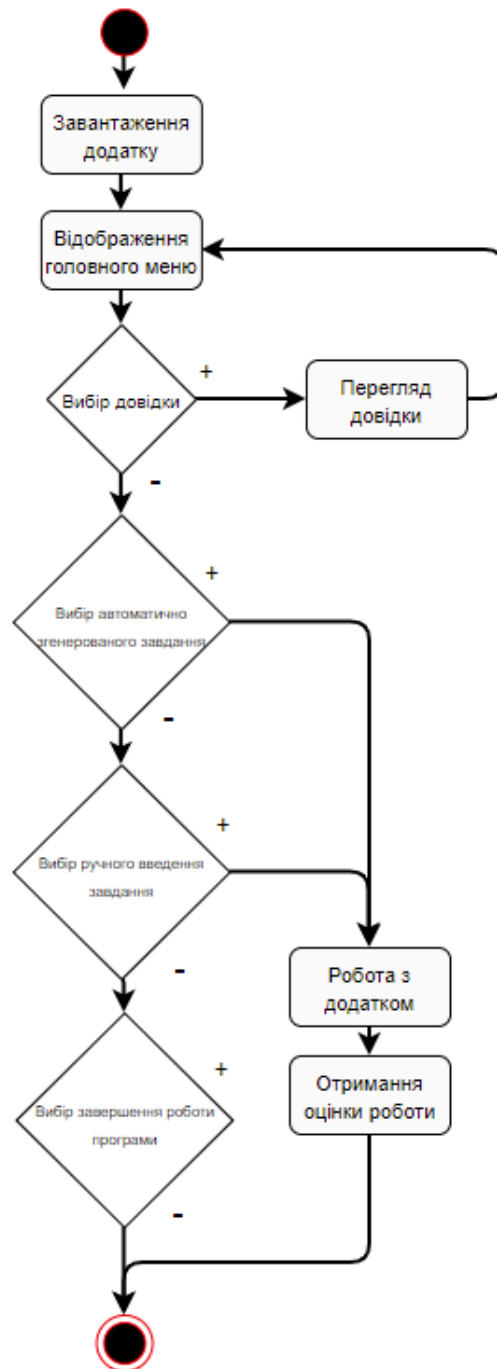 Завантаження
додатку
Відображення
головного меню
+
Вибір довідки
Перегляд
довідки
-
+
Вибір автоматично
згенерованого завдання
-
+
Вибір ручного введення
завдання
-
Робота з
додатком
+
Отримання
оцінки роботи
Вибір завершення роботи
програми
-